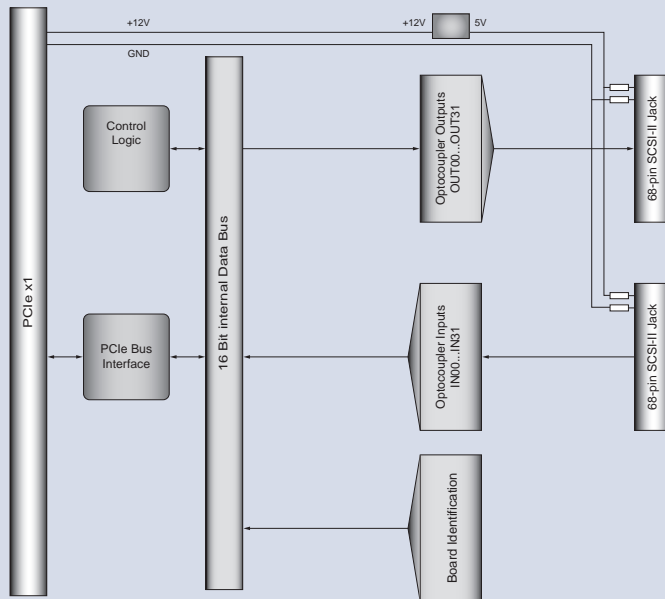 +12V
+12V
5V
GND
PCIe x1
Control
Logic
16 Bit internal Data Bus
Optocoupler Outputs
OUT00...OUT31
68-pin SCSI-II Jack
PCIe Bus
Interface
Optocoupler Inputs
IN00...IN31
68-pin SCSI-II Jack
Board Identification